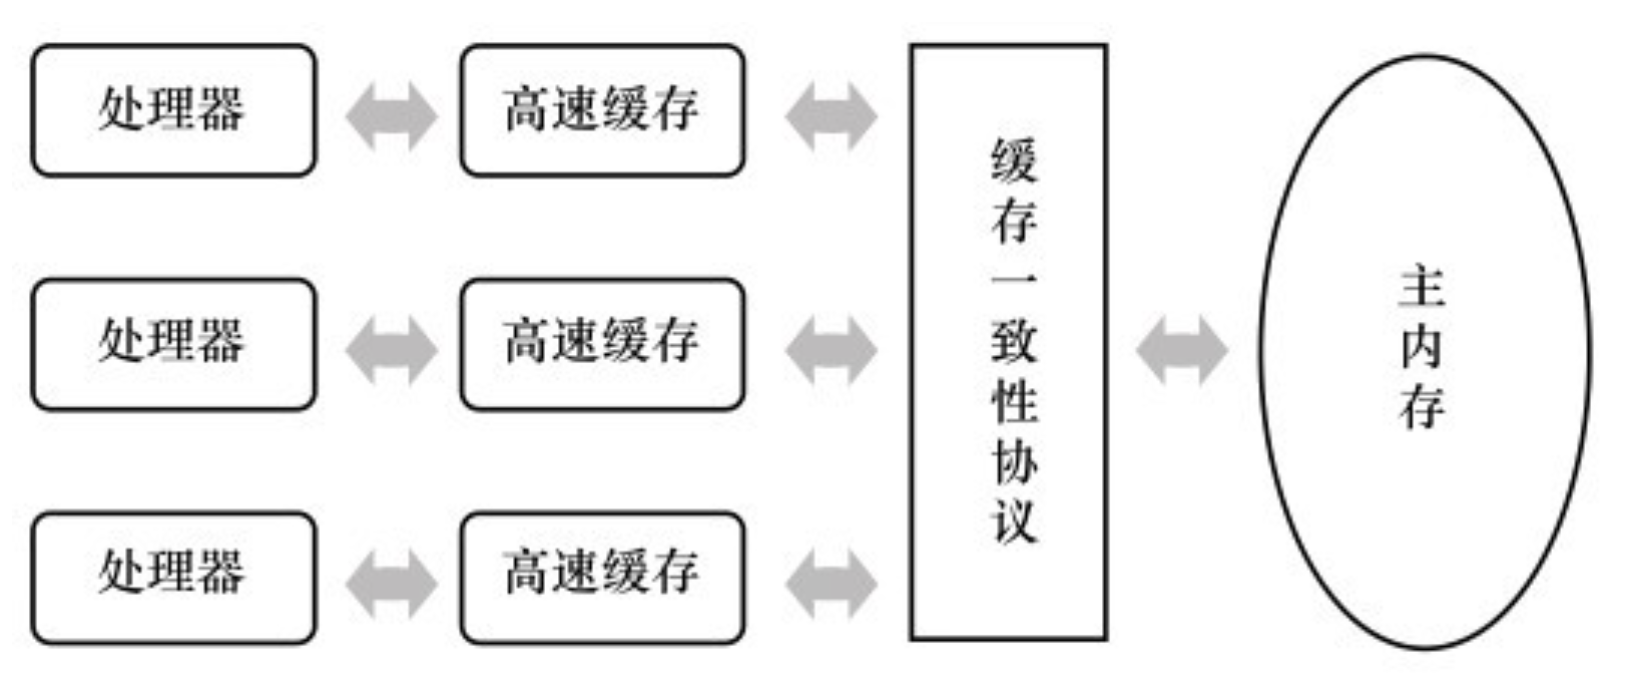 处理器
高速缓存
处理器
高速缓存
处理器
高速缓存
缓存一致性协议
主内存